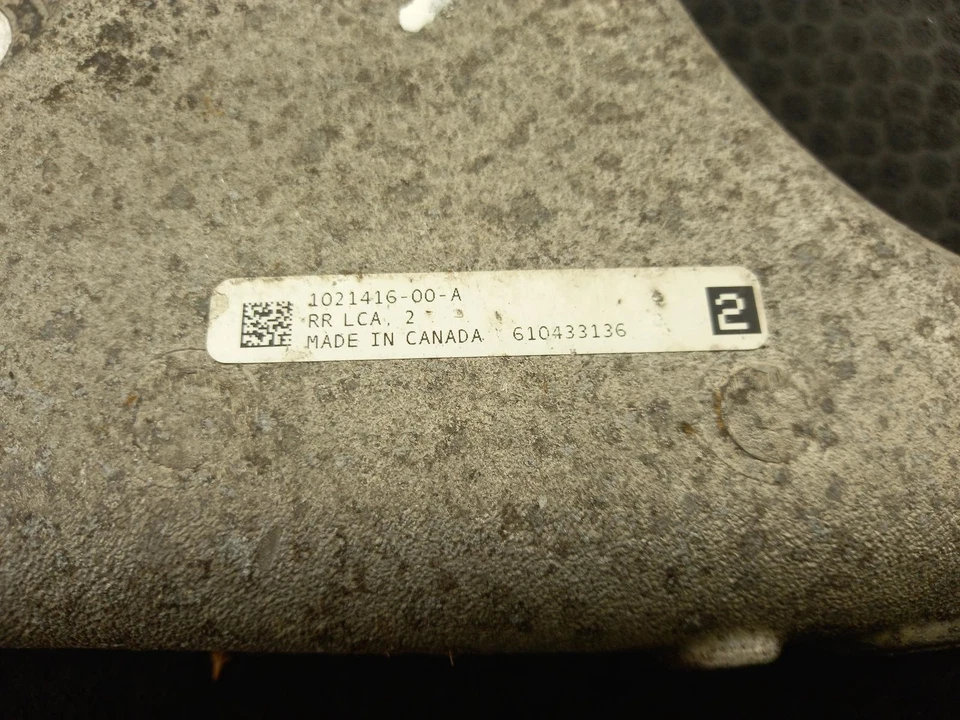 1021416-00-A
RR LCA, 2
MADE IN CANADA 610433136
2